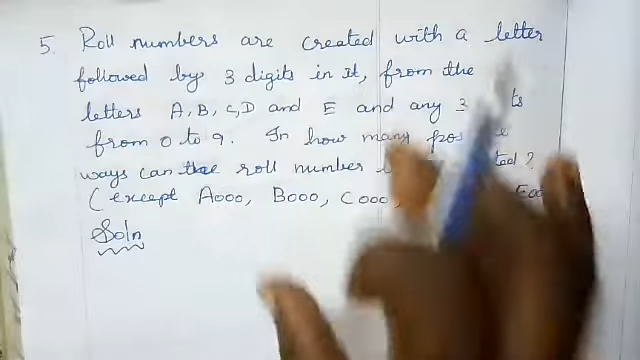 5. Roll numbers are created with a letter
followed by 3 digits in it, from the
letters A, B, C, D and E and any 3
from 0 to 9. In how many
ways can the roll number
(except A000, B000, C000,
Soln